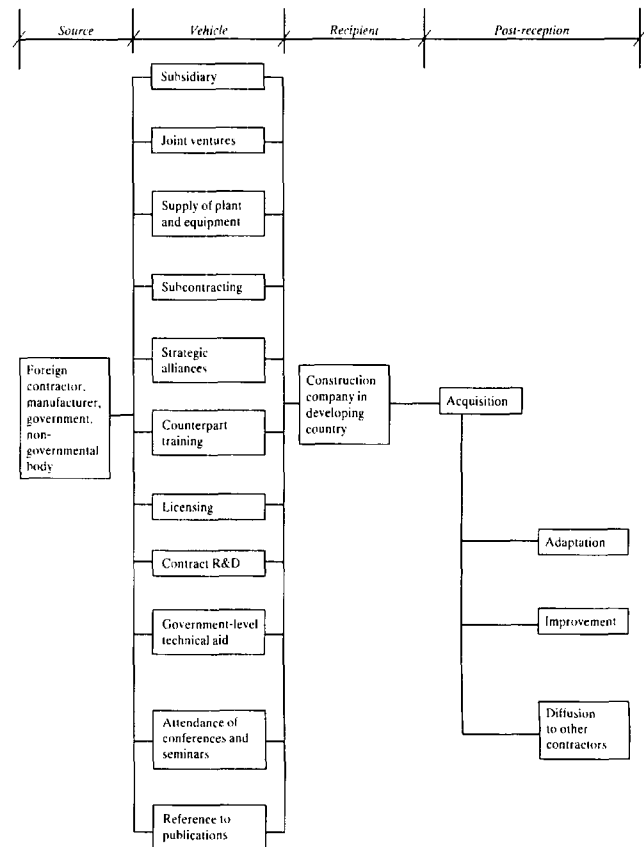 Source
Vehicle
Recipient
Post-reception
Subsidiary
Joint ventures
Supply of plant
and equipment
Subcontracting
Strategic
alliances
Counterpart
training
Licensing
Contract R&D
Government-level
technical aid
Attendance of
conferences and
seminars
Reference to
publications
Foreign
contractor,
manufacturer,
government,
non-
governmental
body
Construction
company in
developing
country
Acquisition
Adaptation
Improvement
Diffusion
to other
contractors